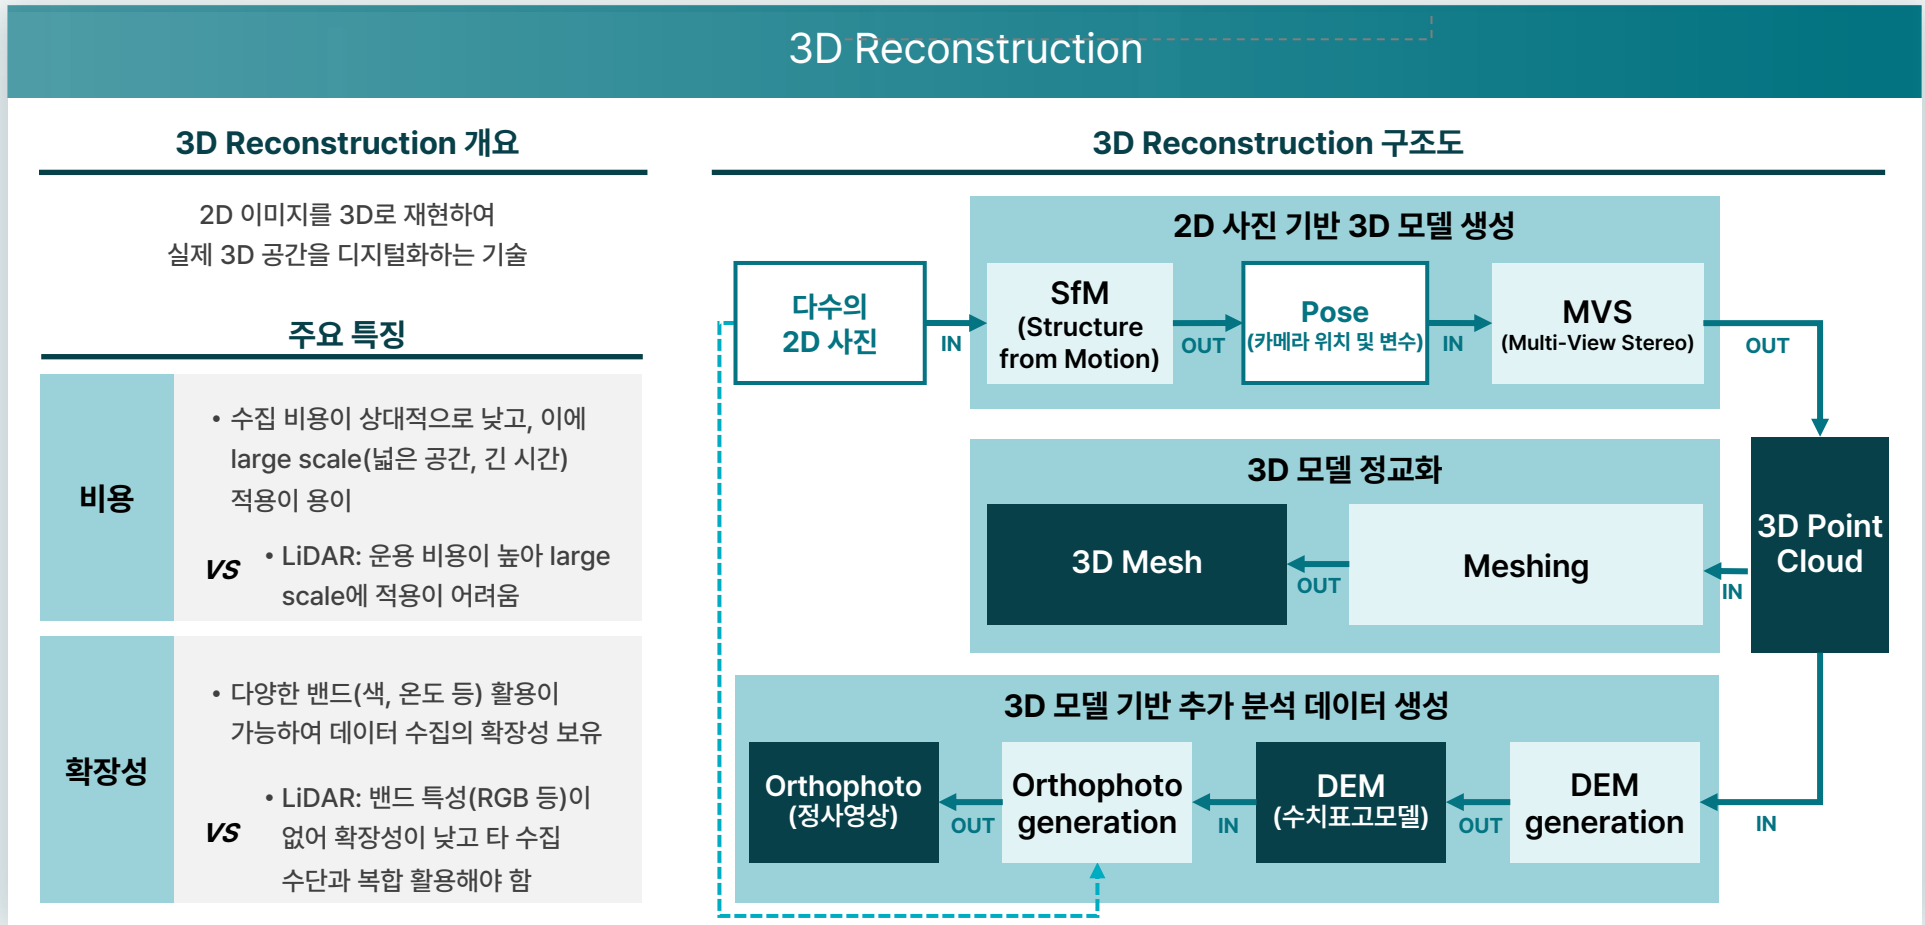 3D Reconstruction
3D Reconstruction 개요
2D 이미지를 3D로 재현하여
실제 3D 공간을 디지털화하는 기술
주요 특징
비용
• 수집 비용이 상대적으로 낮고, 이에
large scale(넓은 공간, 긴 시간)
적용이 용이
VS
• LiDAR: 운용 비용이 높아 large
scale에 적용이 어려움
확장성
• 다양한 밴드(색, 온도 등) 활용이
가능하여 데이터 수집의 확장성 보유
VS
• LiDAR: 밴드 특성(RGB 등)이
없어 확장성이 낮고 타 수집
수단과 복합 활용해야 함
3D Reconstruction 구조도
2D 사진 기반 3D 모델 생성
다수의
2D 사진
IN
SfM
(Structure
from Motion)
OUT
Pose
(카메라 위치 및 변수)
IN
MVS
(Multi-View Stereo)
OUT
3D Point
Cloud
3D 모델 정교화
3D Mesh
OUT
Meshing
IN
3D 모델 기반 추가 분석 데이터 생성
Orthophoto
(정사영상)
OUT
Orthophoto
generation
IN
DEM
(수치표고모델)
OUT
DEM
generation
IN